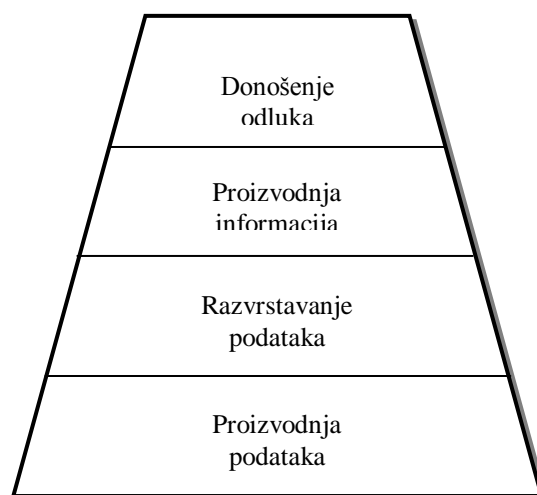 Donošenje
odluka
Proizvodnja
informacija
Razvrstavanje
podataka
Proizvodnja
podataka